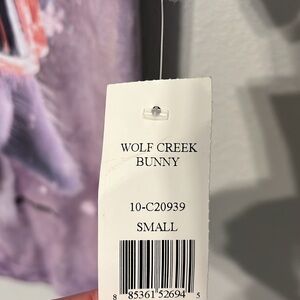 WOLF CREEK
BUNNY
10-C20939
SMALL
8 85361 52694 5